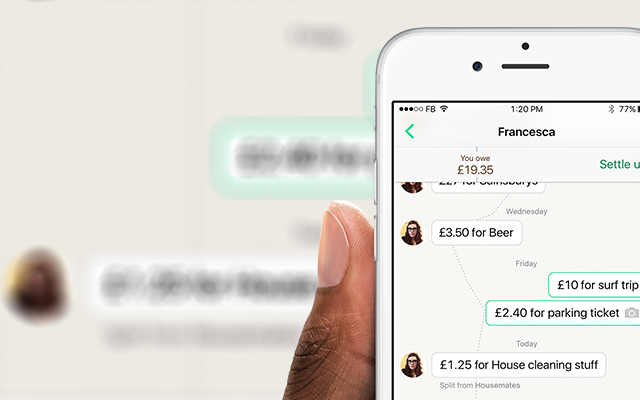 FB
1:20 PM
77%
Francesca
You owe
£19.35
Settle u
£27 for Sainsburys
Wednesday
£3.50 for Beer
Friday
£10 for surf trip
£2.40 for parking ticket
Today
£1.25 for House cleaning stuff
Split from Housemates